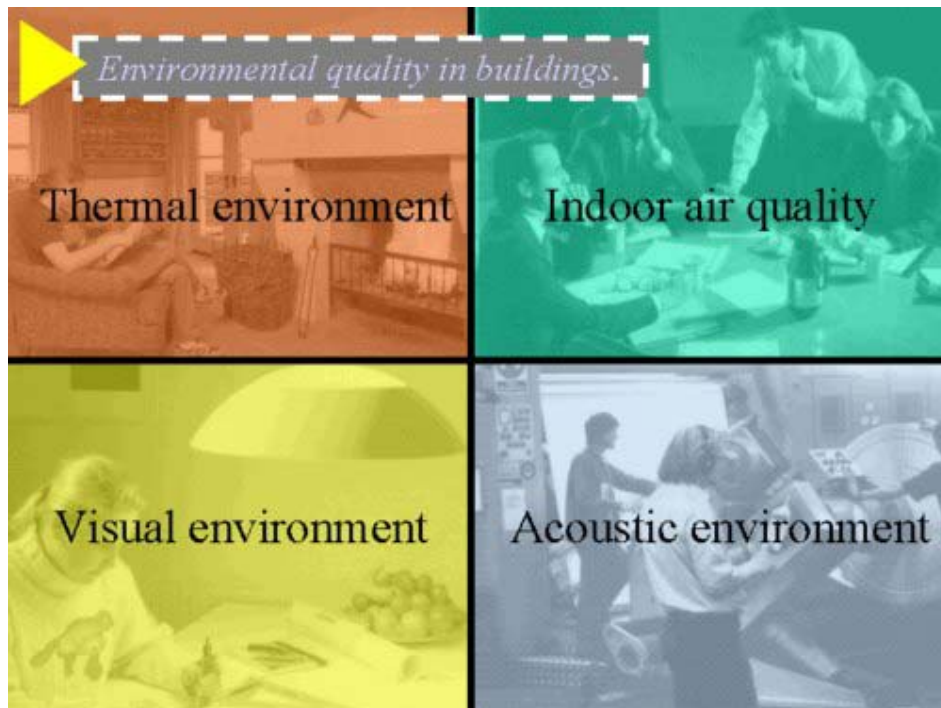 Environmental quality in buildings.
Thermal environment
Indoor air quality
Visual environment
Acoustic environment